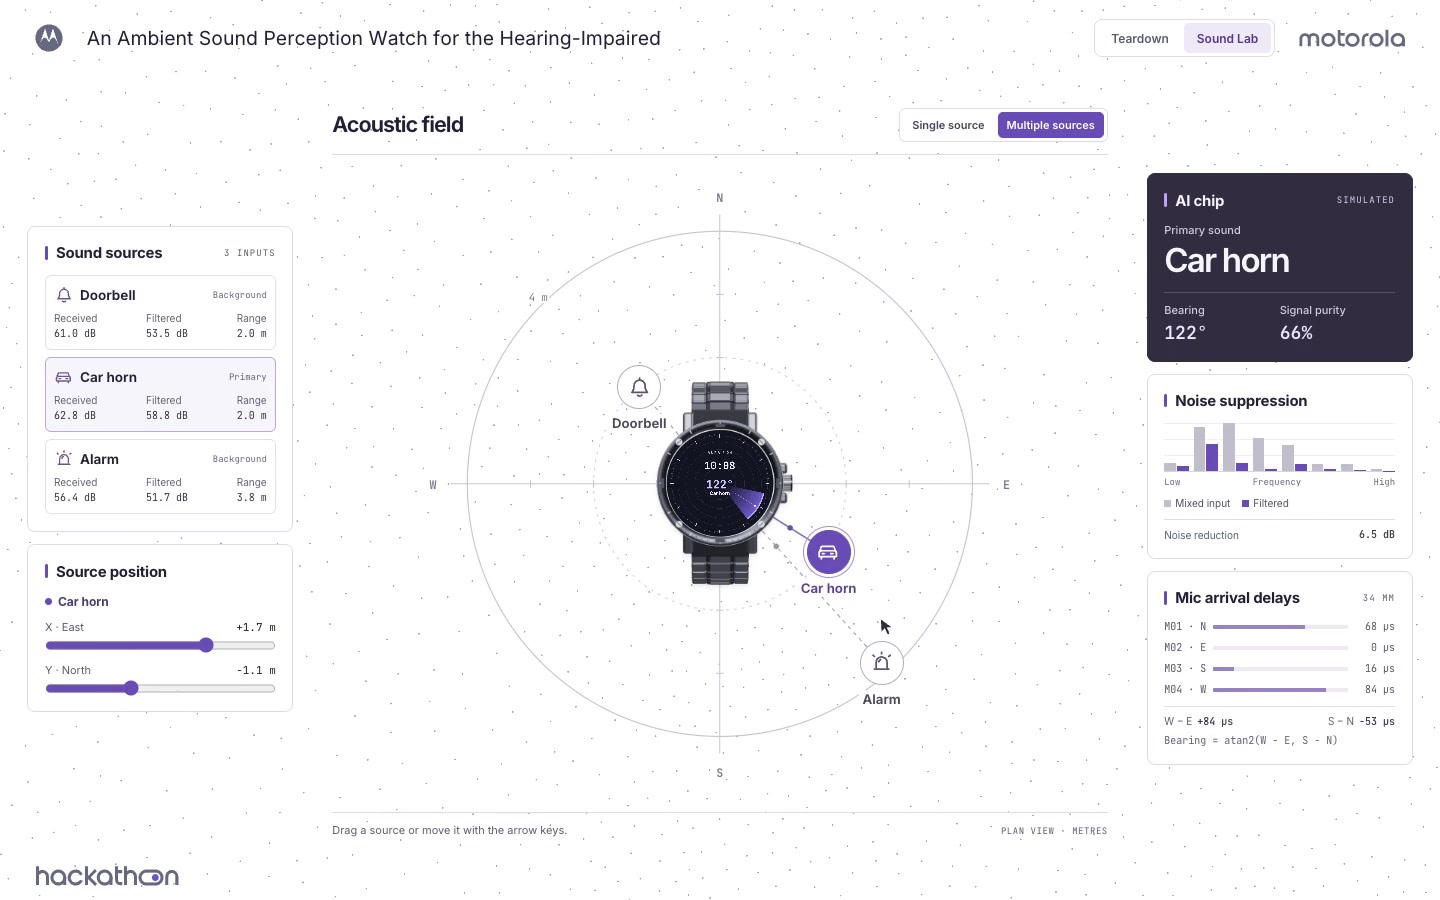 An Ambient Sound Perception Watch for the Hearing-Impaired
Teardown
Sound Lab
motorola
Acoustic field
Single source
Multiple sources
Sound sources
3 INPUTS
Doorbell
Background
Received
Filtered
Range
61.0 dB
53.5 dB
2.0 m
Car horn
Primary
Received
Filtered
Range
62.8 dB
58.8 dB
2.0 m
Alarm
Background
Received
Filtered
Range
56.4 dB
51.7 dB
3.8 m
Source position
Car horn
X · East
+1.7 m
Y · North
-1.1 m
N
4 m
Doorbell
10:08
122°
Car horn
W
E
Car horn
Alarm
S
Drag a source or move it with the arrow keys.
PLAN VIEW · METRES
AI chip
SIMULATED
Primary sound
Car horn
Bearing
Signal purity
122°
66%
Noise suppression
Low
Frequency
High
Mixed input
Filtered
Noise reduction
6.5 dB
Mic arrival delays
34 MM
M01 · N
68 µs
M02 · E
0 µs
M03 · S
16 µs
M04 · W
84 µs
W – E +84 µs
S – N -53 µs
Bearing = atan2(W - E, S - N)
hackathon